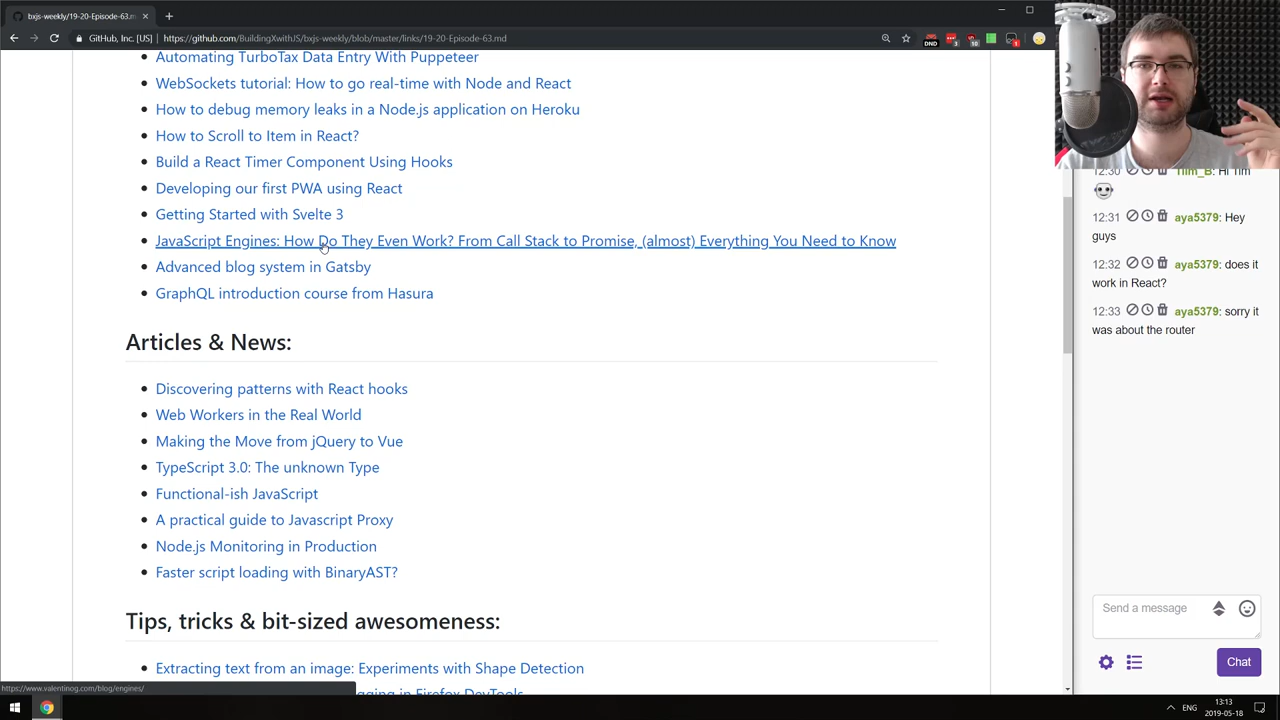 bxjs-weekly/19-20-Episode-63.m
GitHub, Inc. [US]
https://github.com/BuildingXwithJS/bxjs-weekly/blob/master/links/19-20-Episode-63.md
DND
3
10
1
Automating TurboTax Data Entry With Puppeteer
WebSockets tutorial: How to go real-time with Node and React
How to debug memory leaks in a Node.js application on Heroku
How to Scroll to Item in React?
Build a React Timer Component Using Hooks
Developing our first PWA using React
Getting Started with Svelte 3
JavaScript Engines: How Do They Even Work? From Call Stack to Promise, (almost) Everything You Need to Know
Advanced blog system in Gatsby
GraphQL introduction course from Hasura
Articles & News:
Discovering patterns with React hooks
Web Workers in the Real World
Making the Move from jQuery to Vue
TypeScript 3.0: The unknown Type
Functional-ish JavaScript
A practical guide to Javascript Proxy
Node.js Monitoring in Production
Faster script loading with BinaryAST?
Tips, tricks & bit-sized awesomeness:
Extracting text from an image: Experiments with Shape Detection
gging in Firefox DevTools
https://www.valentinog.com/blog/engines/
12:30 Tiim_B: Hi Tim
12:31 aya5379: Hey
guys
12:32 aya5379: does it
work in React?
12:33 aya5379: sorry it
was about the router
Send a message
Chat
ENG
13:13
2019-05-18